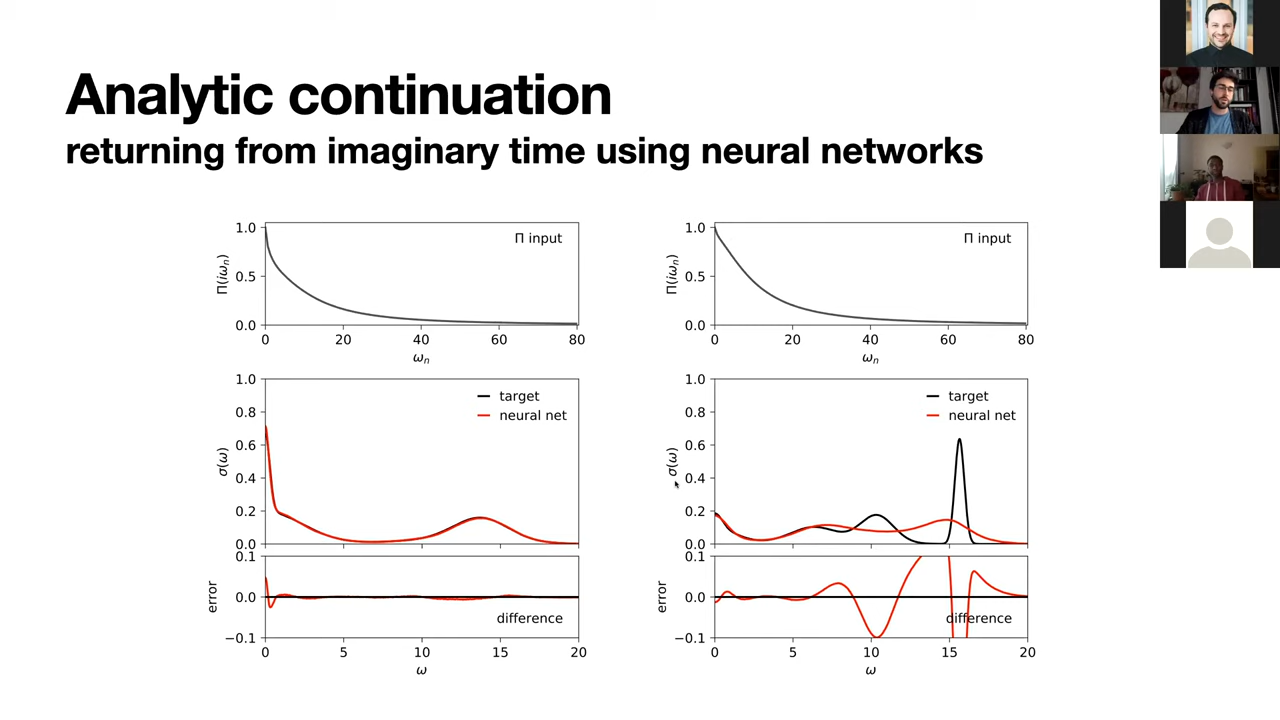 Analytic continuation
returning from imaginary time using neural networks
1.0
0.5
0.0
Π(iωₙ)
Π input
0 20 40 60 80
ωₙ
1.0
0.8
0.6
0.4
0.2
0.0
σ(ω)
target
neural net
0.1
0.0
−0.1
error
difference
0 5 10 15 20
ω
1.0
0.5
0.0
Π(iωₙ)
Π input
0 20 40 60 80
ωₙ
1.0
0.8
0.6
0.4
0.2
0.0
σ(ω)
target
neural net
0.1
0.0
−0.1
error
difference
0 5 10 15 20
ω